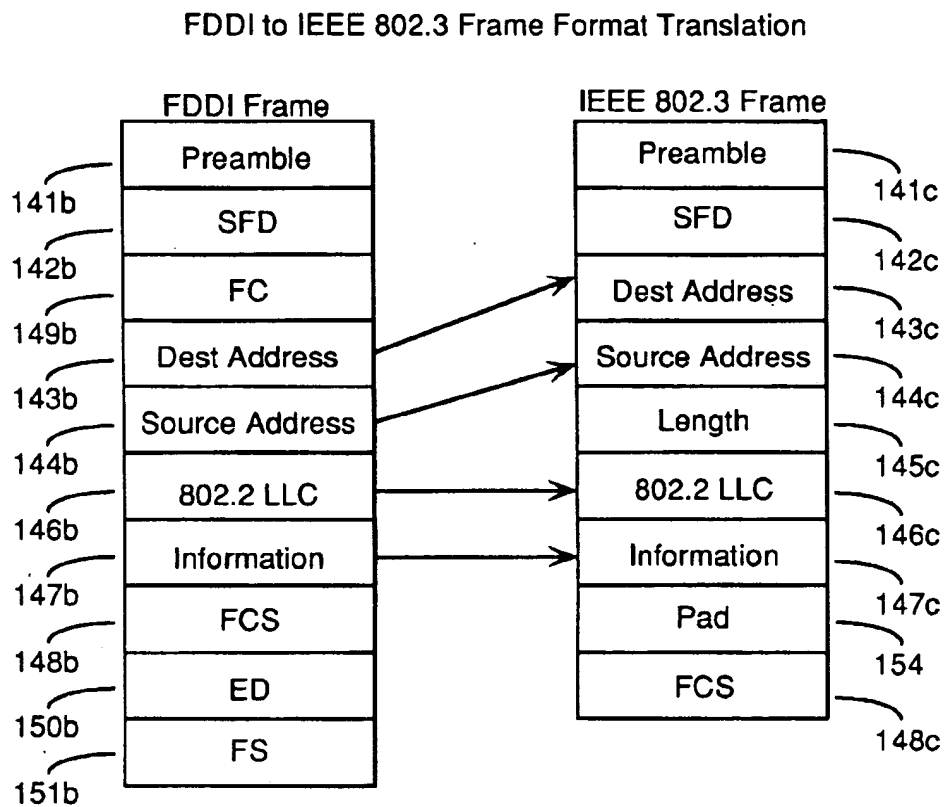 FDDI to IEEE 802.3 Frame Format Translation
FDDI Frame
Preamble
141b
SFD
142b
FC
149b
Dest Address
143b
Source Address
144b
802.2 LLC
146b
Information
147b
FCS
148b
ED
150b
FS
151b
IEEE 802.3 Frame
Preamble
141c
SFD
142c
Dest Address
143c
Source Address
144c
Length
145c
802.2 LLC
146c
Information
147c
Pad
154
FCS
148c